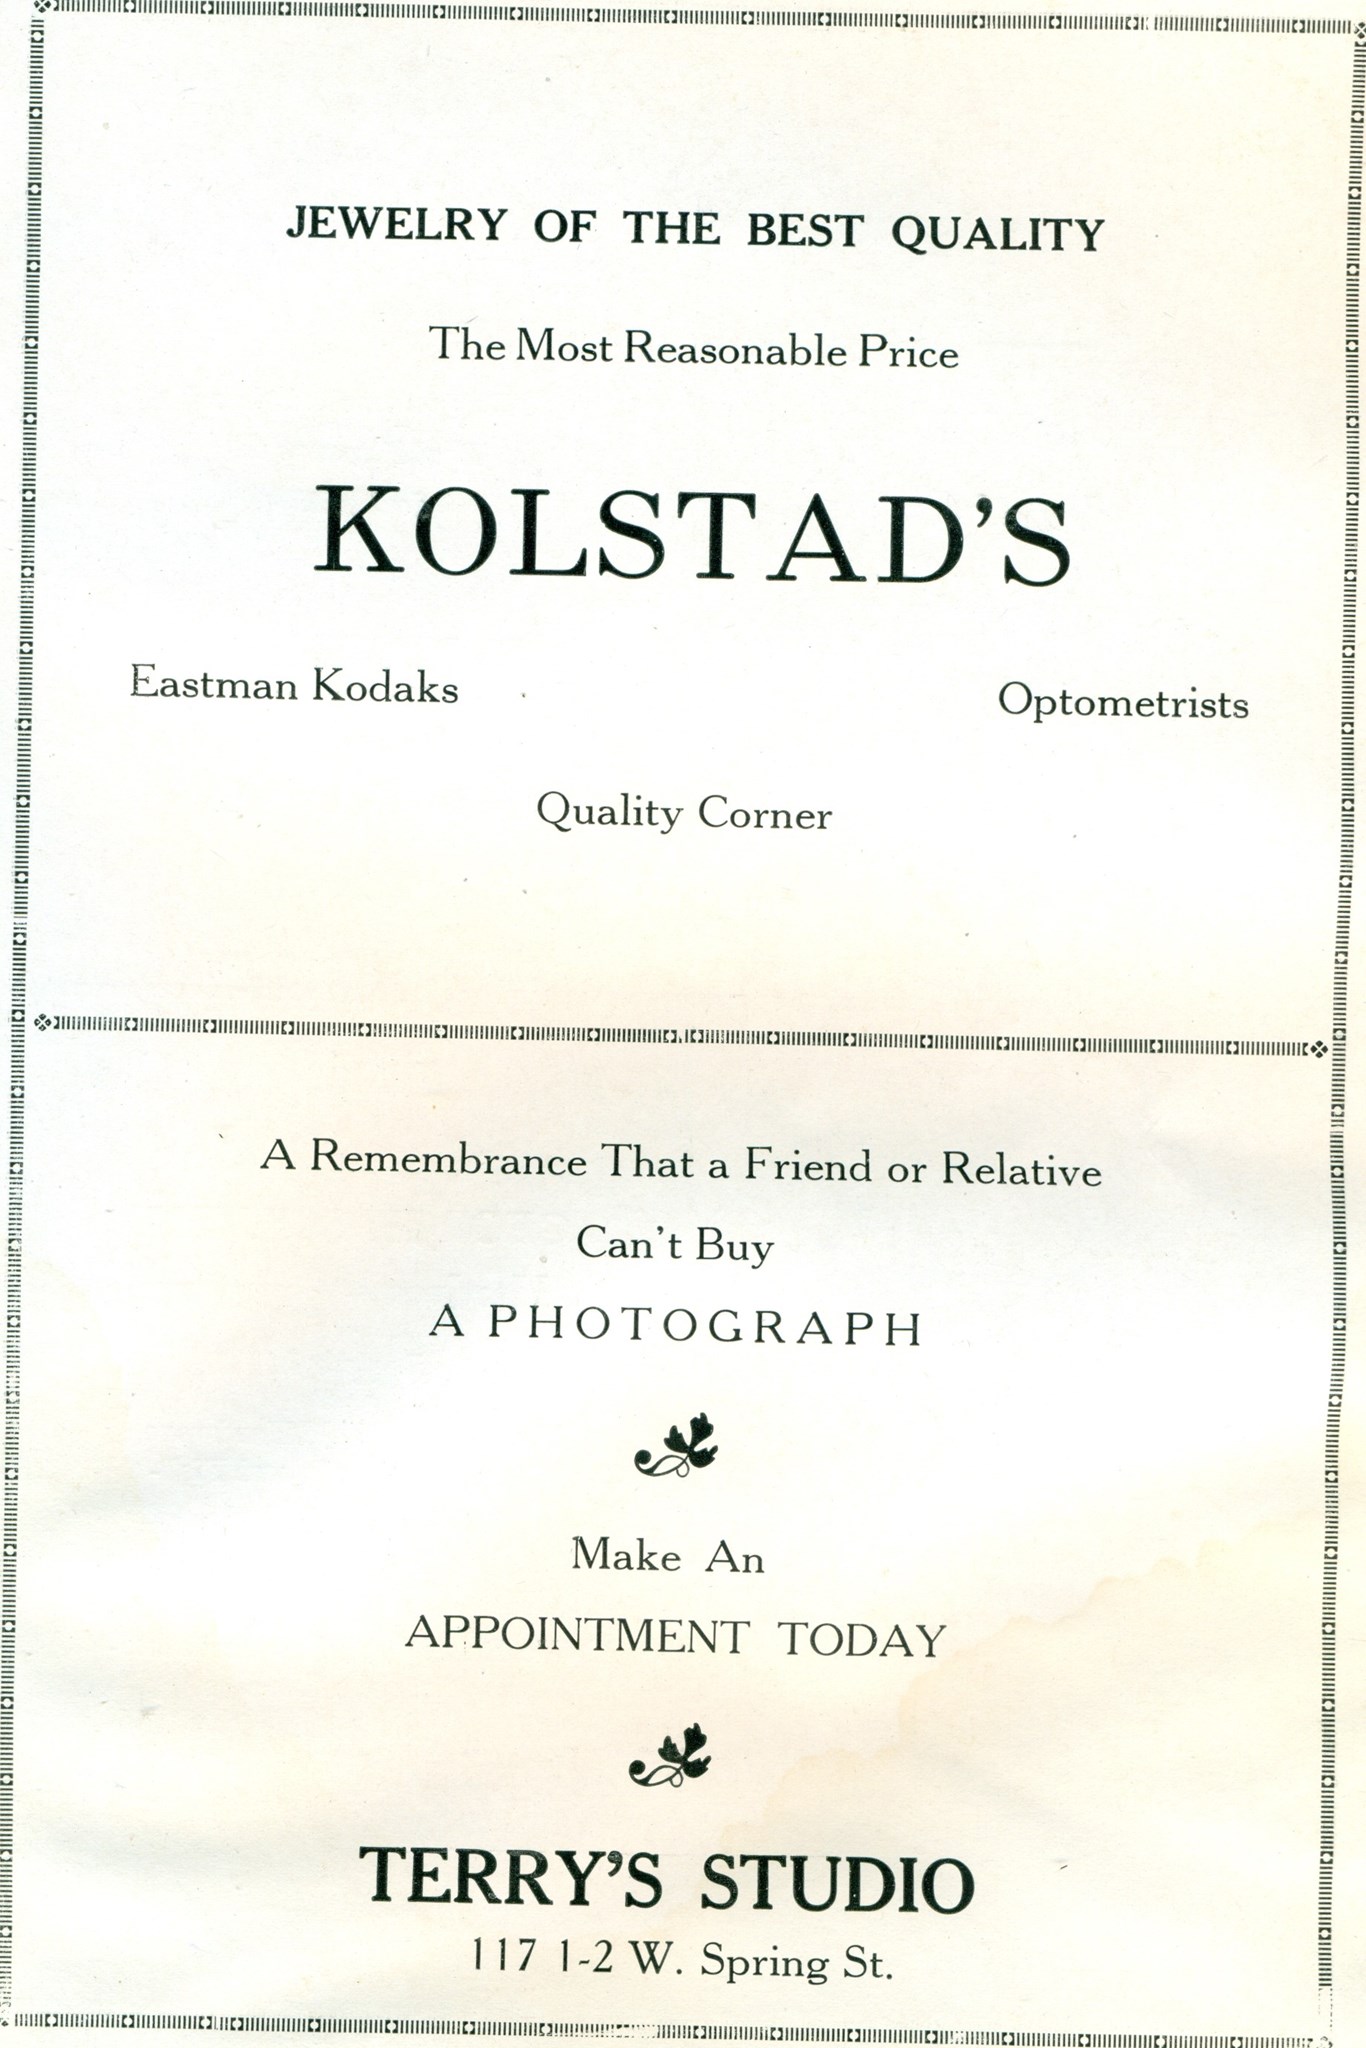 JEWELRY OF THE BEST QUALITY
The Most Reasonable Price
KOLSTAD'S
Eastman Kodaks Optometrists
Quality Corner
A Remembrance That a Friend or Relative
Can't Buy
A PHOTOGRAPH
Make An
APPOINTMENT TODAY
TERRY'S STUDIO
117 1-2 W. Spring St.